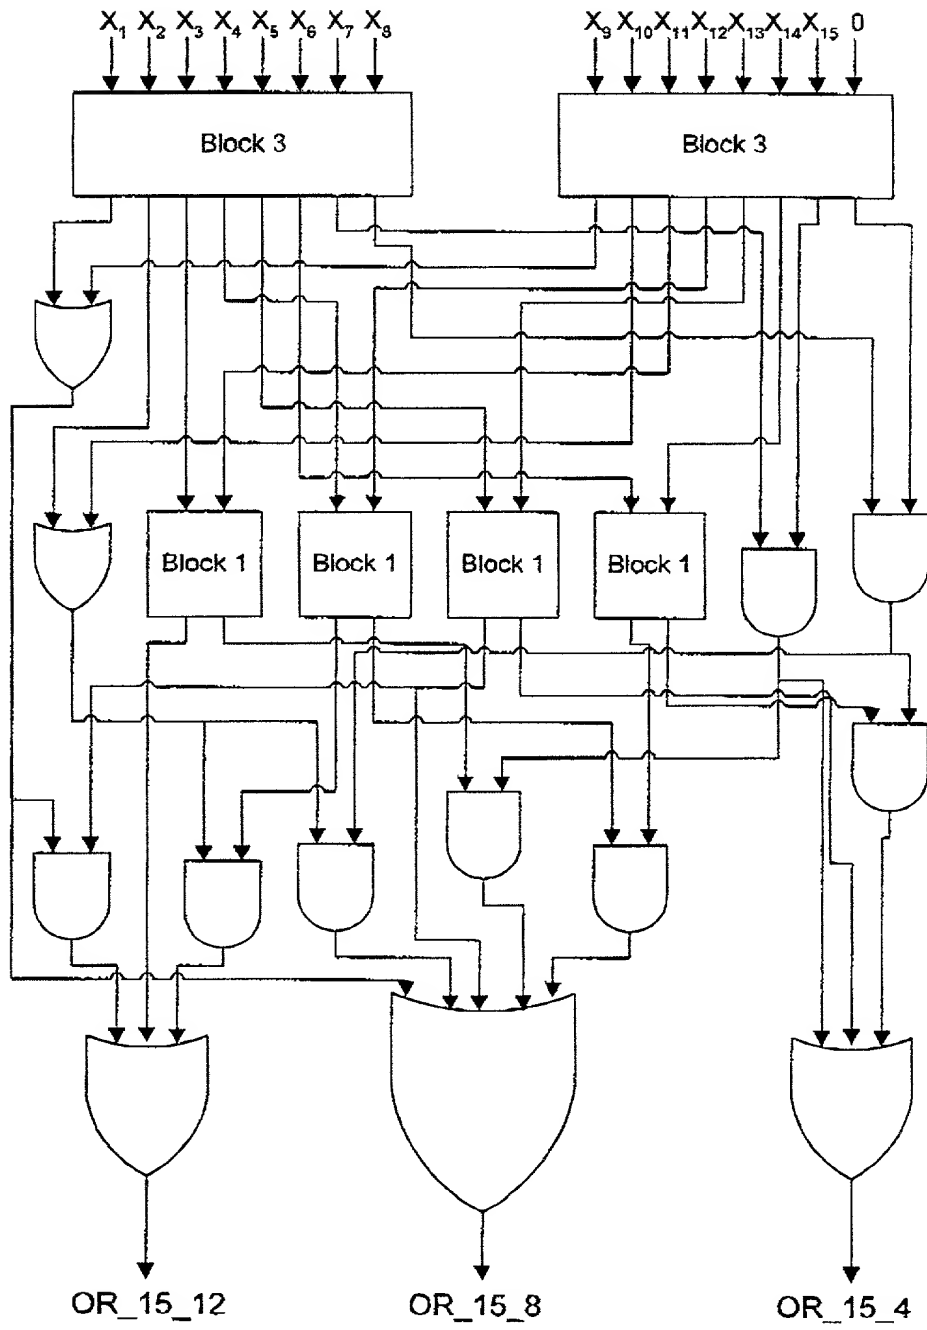 X₁ X₂ X₃ X₄ X₅ X₆ X₇ X₈ X₉ X₁₀ X₁₁ X₁₂ X₁₃ X₁₄ X₁₅ 0
Block 3 Block 3
Block 1 Block 1 Block 1 Block 1
OR_15_12 OR_15_8 OR_15_4